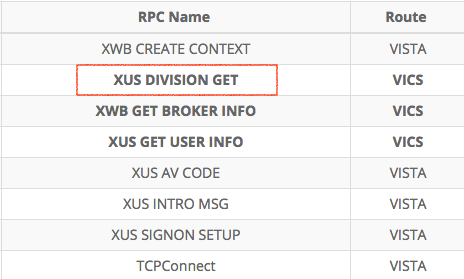 RPC Name Route
XWB CREATE CONTEXT VISTA
XUS DIVISION GET VICS
XWB GET BROKER INFO VICS
XUS GET USER INFO VICS
XUS AV CODE VISTA
XUS INTRO MSG VISTA
XUS SIGNON SETUP VISTA
TCPConnect VISTA